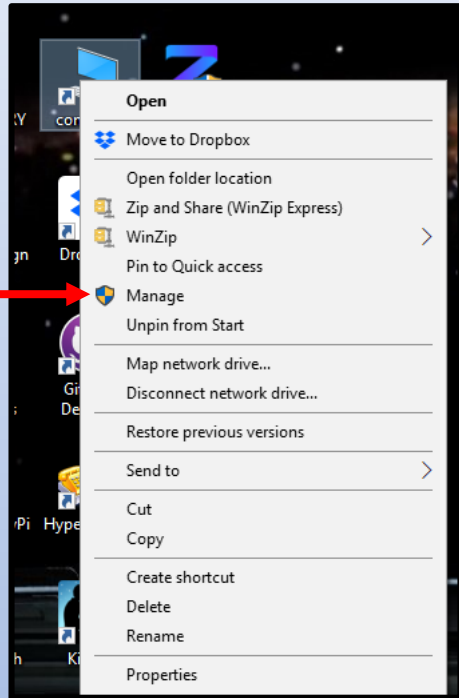 Open
Move to Dropbox
Open folder location
Zip and Share (WinZip Express)
WinZip
Pin to Quick access
Manage
Unpin from Start
Map network drive...
Disconnect network drive...
Restore previous versions
Send to
Cut
Copy
Create shortcut
Delete
Rename
Properties